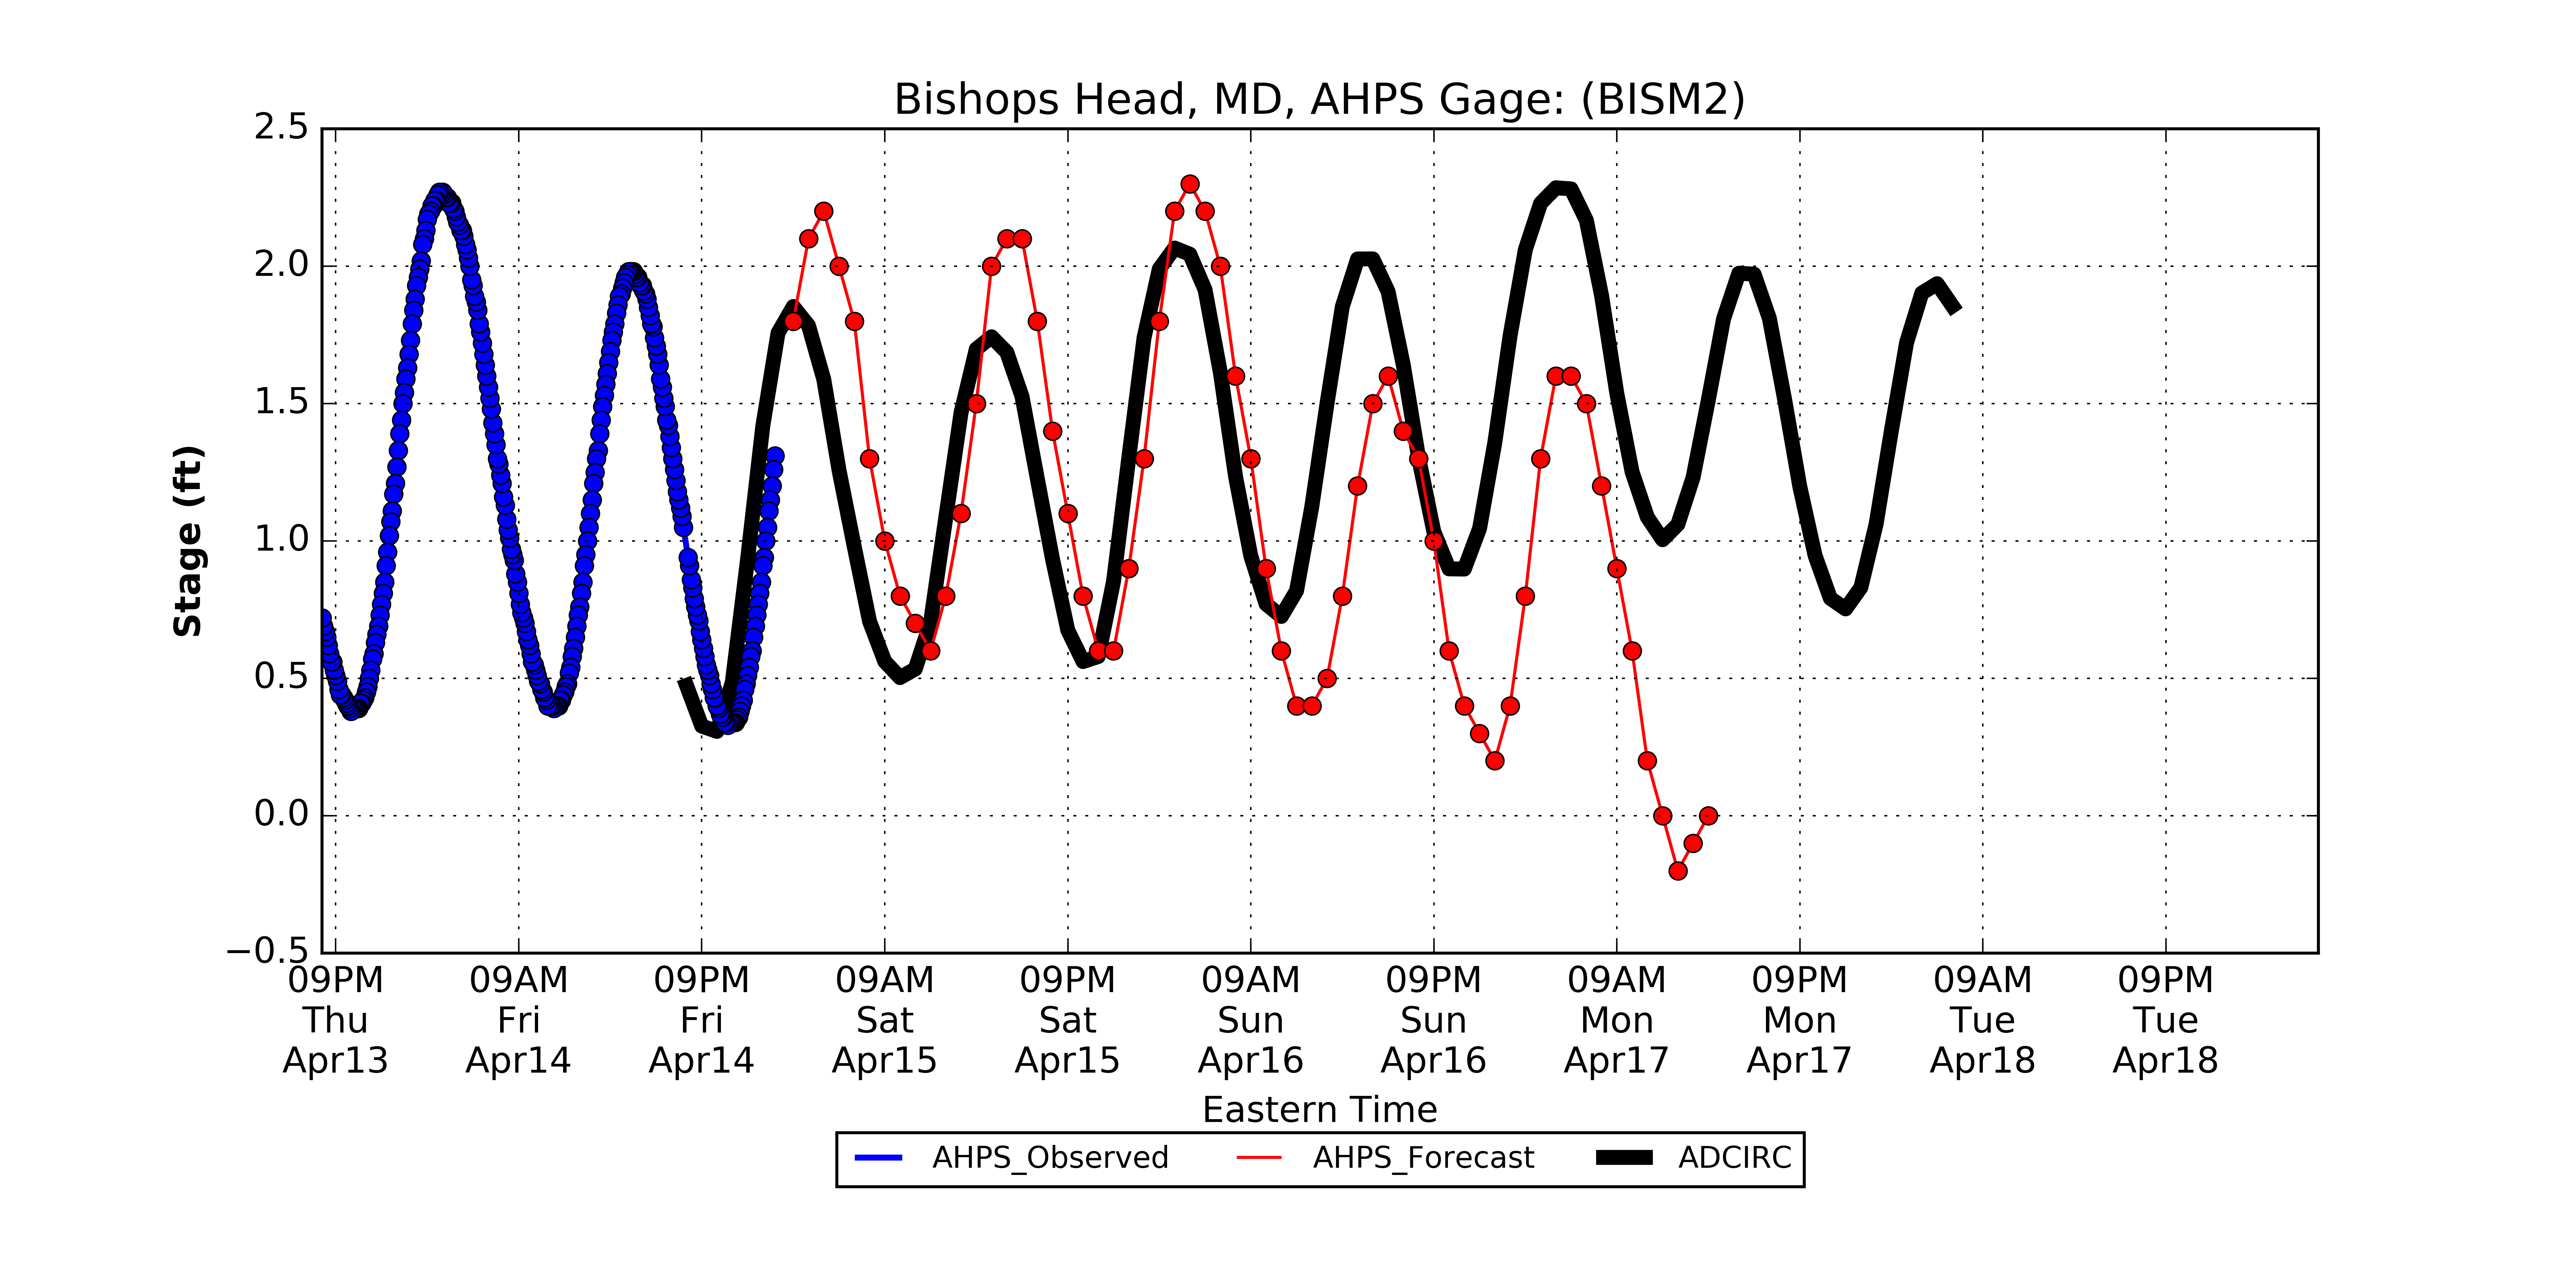 Bishops Head, MD, AHPS Gage: (BISM2)
2.5
2.0
1.5
1.0
0.5
0.0
−0.5
Stage (ft)
09PM 09AM 09PM 09AM 09PM 09AM 09PM 09AM 09PM 09AM 09PM
Thu Fri Fri Sat Sat Sun Sun Mon Mon Tue Tue
Apr13 Apr14 Apr14 Apr15 Apr15 Apr16 Apr16 Apr17 Apr17 Apr18 Apr18
Eastern Time
AHPS_Observed AHPS_Forecast ADCIRC